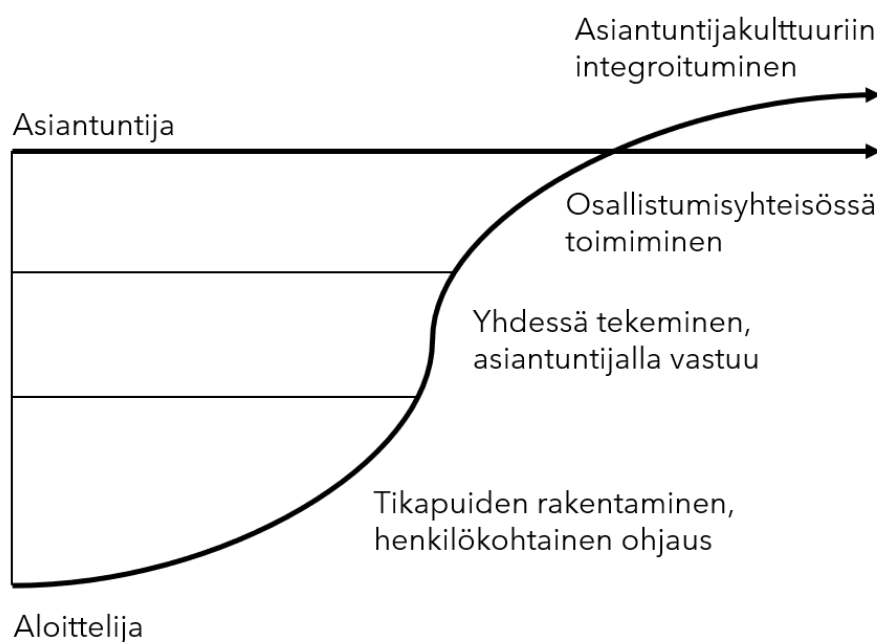 Asiantuntijakulttuuriin
integroituminen
Asiantuntija
Osallistumisyhteisössä
toimiminen
Yhdessä tekeminen,
asiantuntijalla vastuu
Tikapuiden rakentaminen,
henkilökohtainen ohjaus
Aloittelija